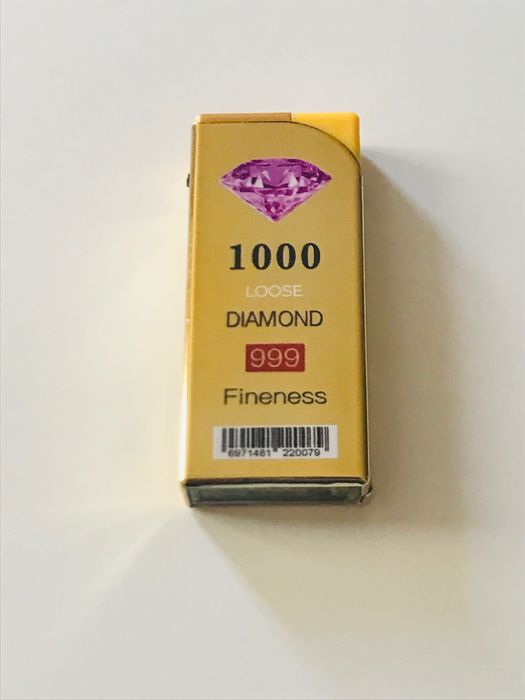 1000
LOOSE
DIAMOND
999
Fineness
6971481 220079